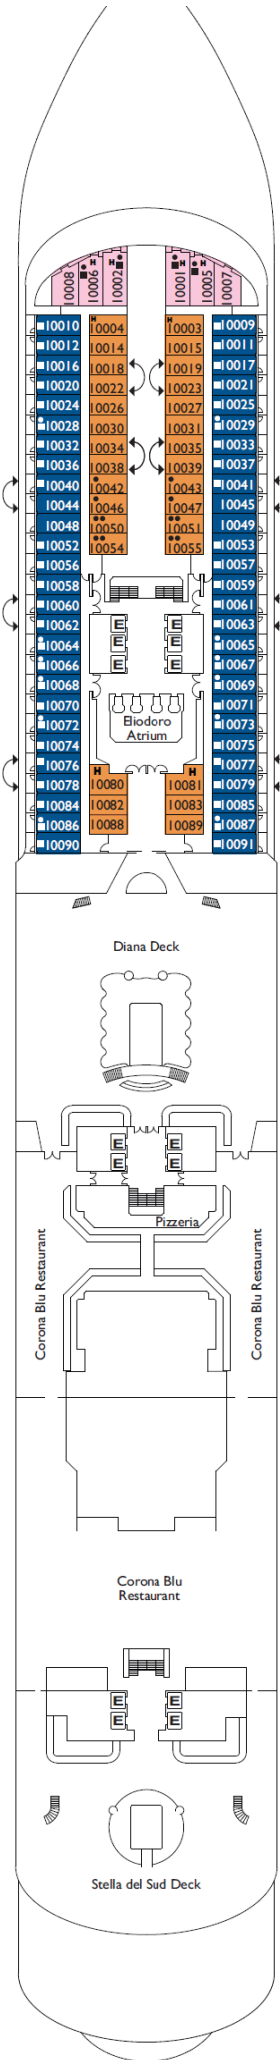 10008
10006
H
10002
H
10001
H
10005
H
10007
10010
H
10004
H
10003
10009
10012
10014
10015
10011
10016
10018
10019
10017
10020
10022
10023
10021
10024
10026
10027
10025
10028
10030
10031
10029
10032
10034
10035
10033
10036
10038
10039
10037
10040
10042
10043
10041
10044
10046
10047
10045
10048
10050
10051
10049
10052
10054
10055
10053
10056
10057
10058
10059
10060
10061
10062
E
E
10063
10064
E
E
10065
10066
E
E
10067
10068
10069
10070
10071
10072
Eliodoro
Atrium
10073
10074
10075
10076
H
H
10077
10078
10080
10081
10079
10084
10082
10083
10085
10086
10088
10089
10087
10090
10091
Diana Deck
E
E
E
E
Pizzeria
Corona Blu Restaurant
Corona Blu Restaurant
Corona Blu
Restaurant
E
E
E
E
Stella del Sud Deck